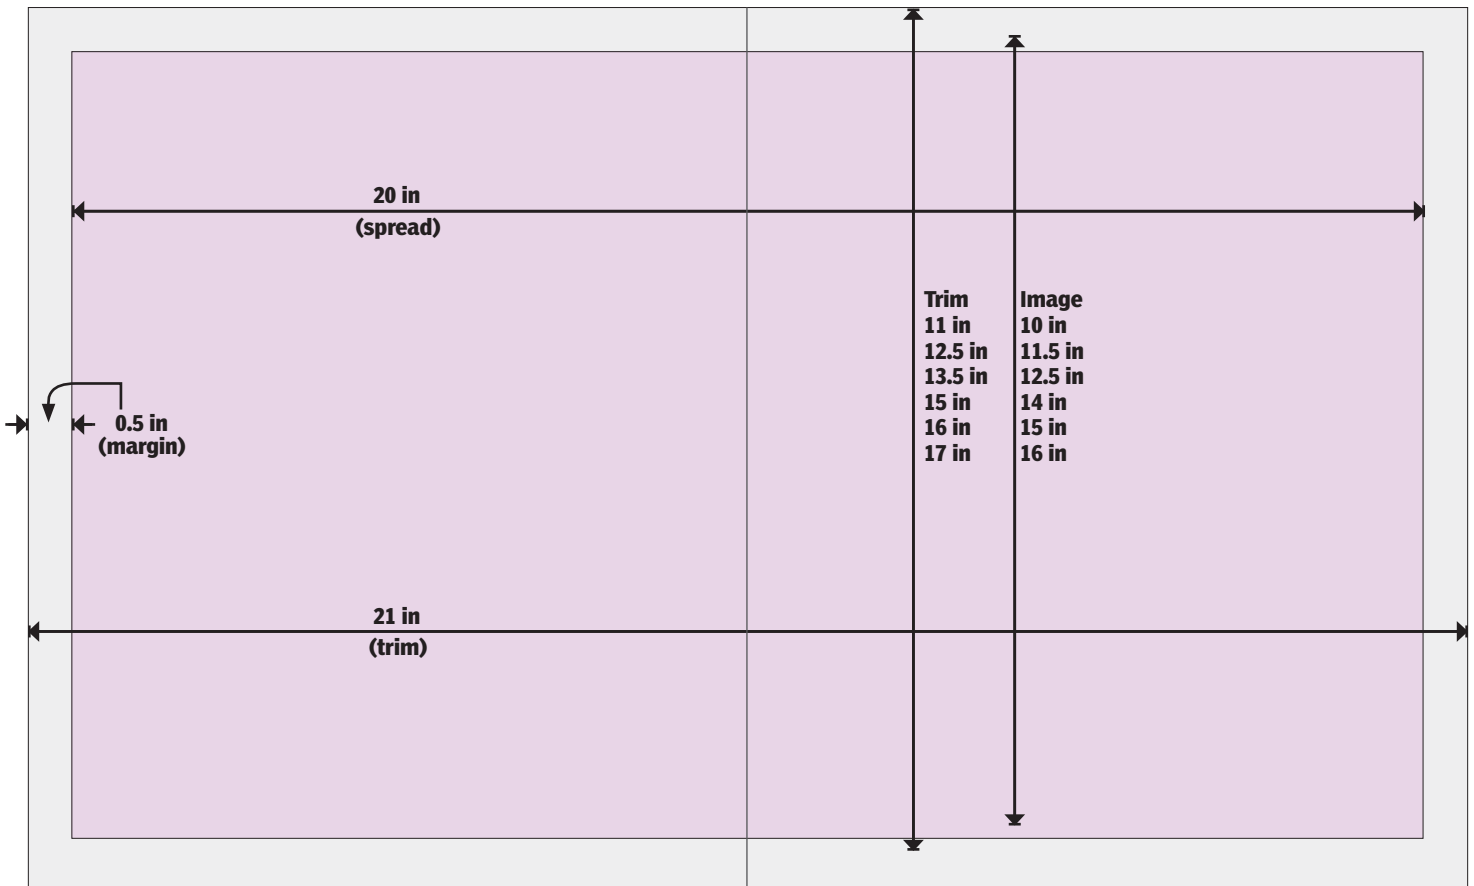 20 in
(spread)
Trim
11 in
12.5 in
13.5 in
15 in
16 in
17 in
Image
10 in
11.5 in
12.5 in
14 in
15 in
16 in
0.5 in
(margin)
21 in
(trim)